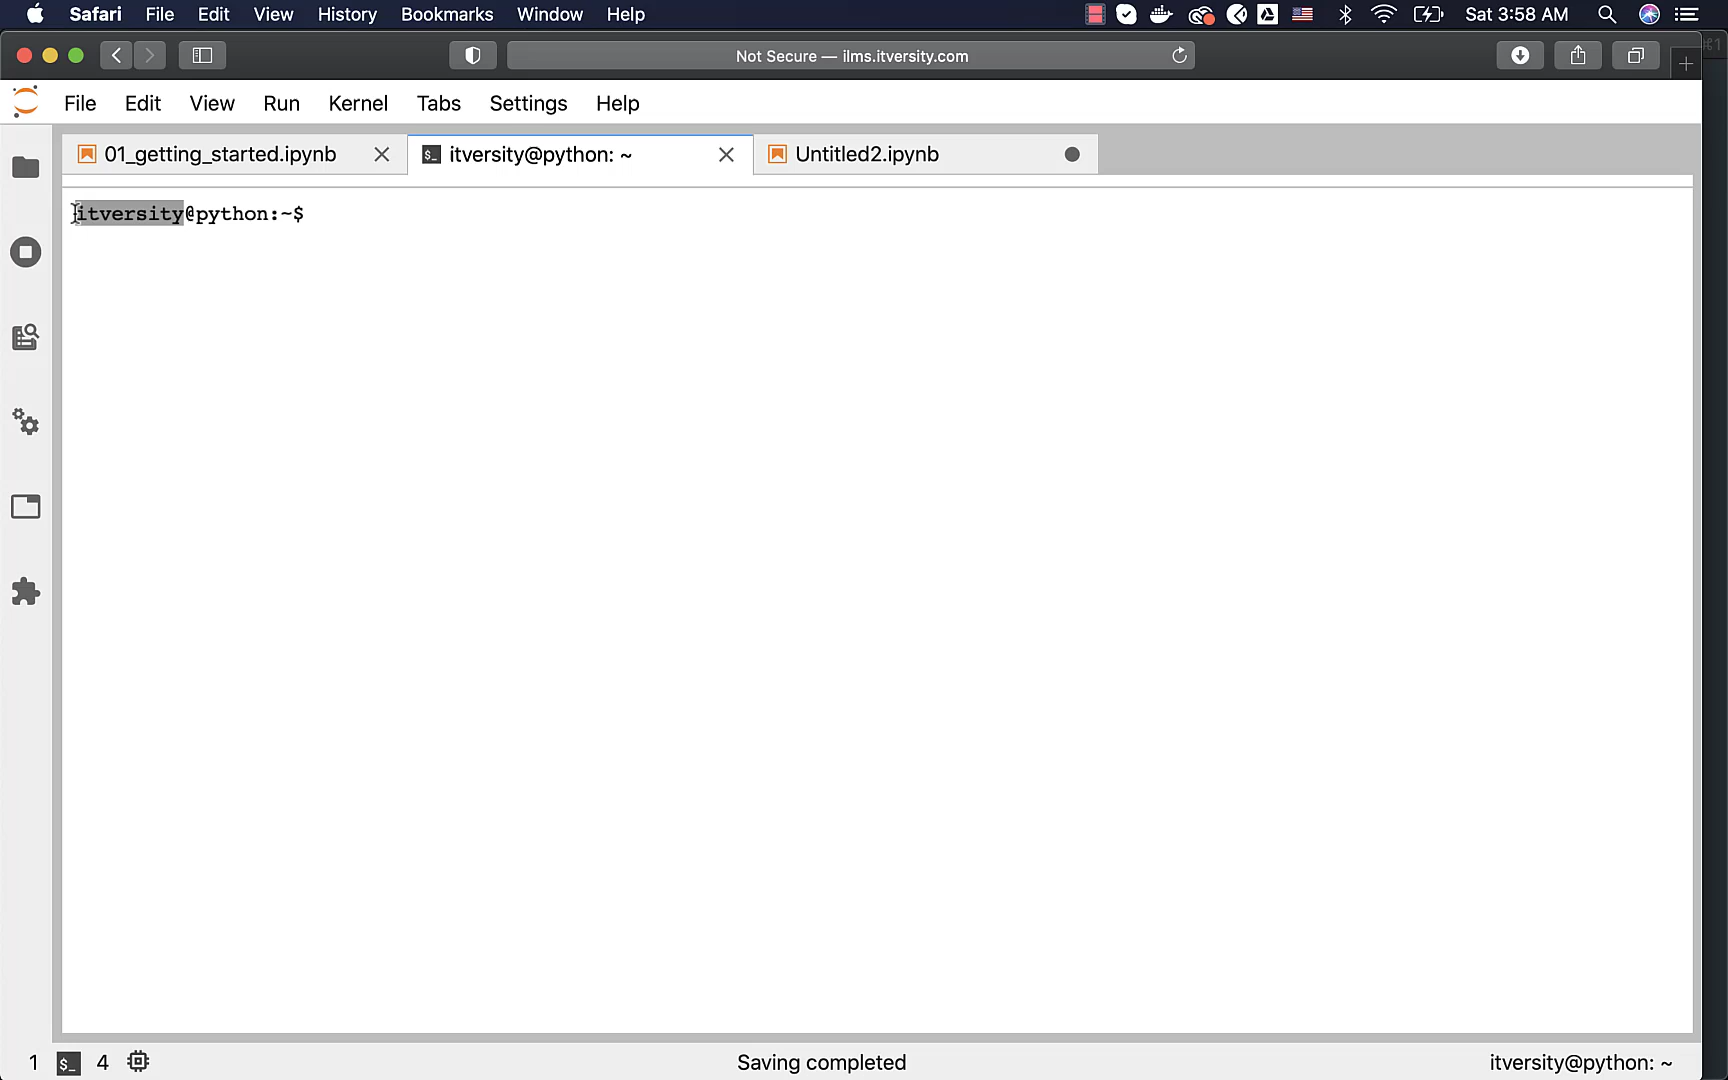 Safari File Edit View History Bookmarks Window Help Sat 3:58 AM
Not Secure — ilms.itversity.com
⌘1
File Edit View Run Kernel Tabs Settings Help
01_getting_started.ipynb $_ itversity@python: ~ Untitled2.ipynb
itversity@python:~$
1 $_ 4 Saving completed itversity@python: ~